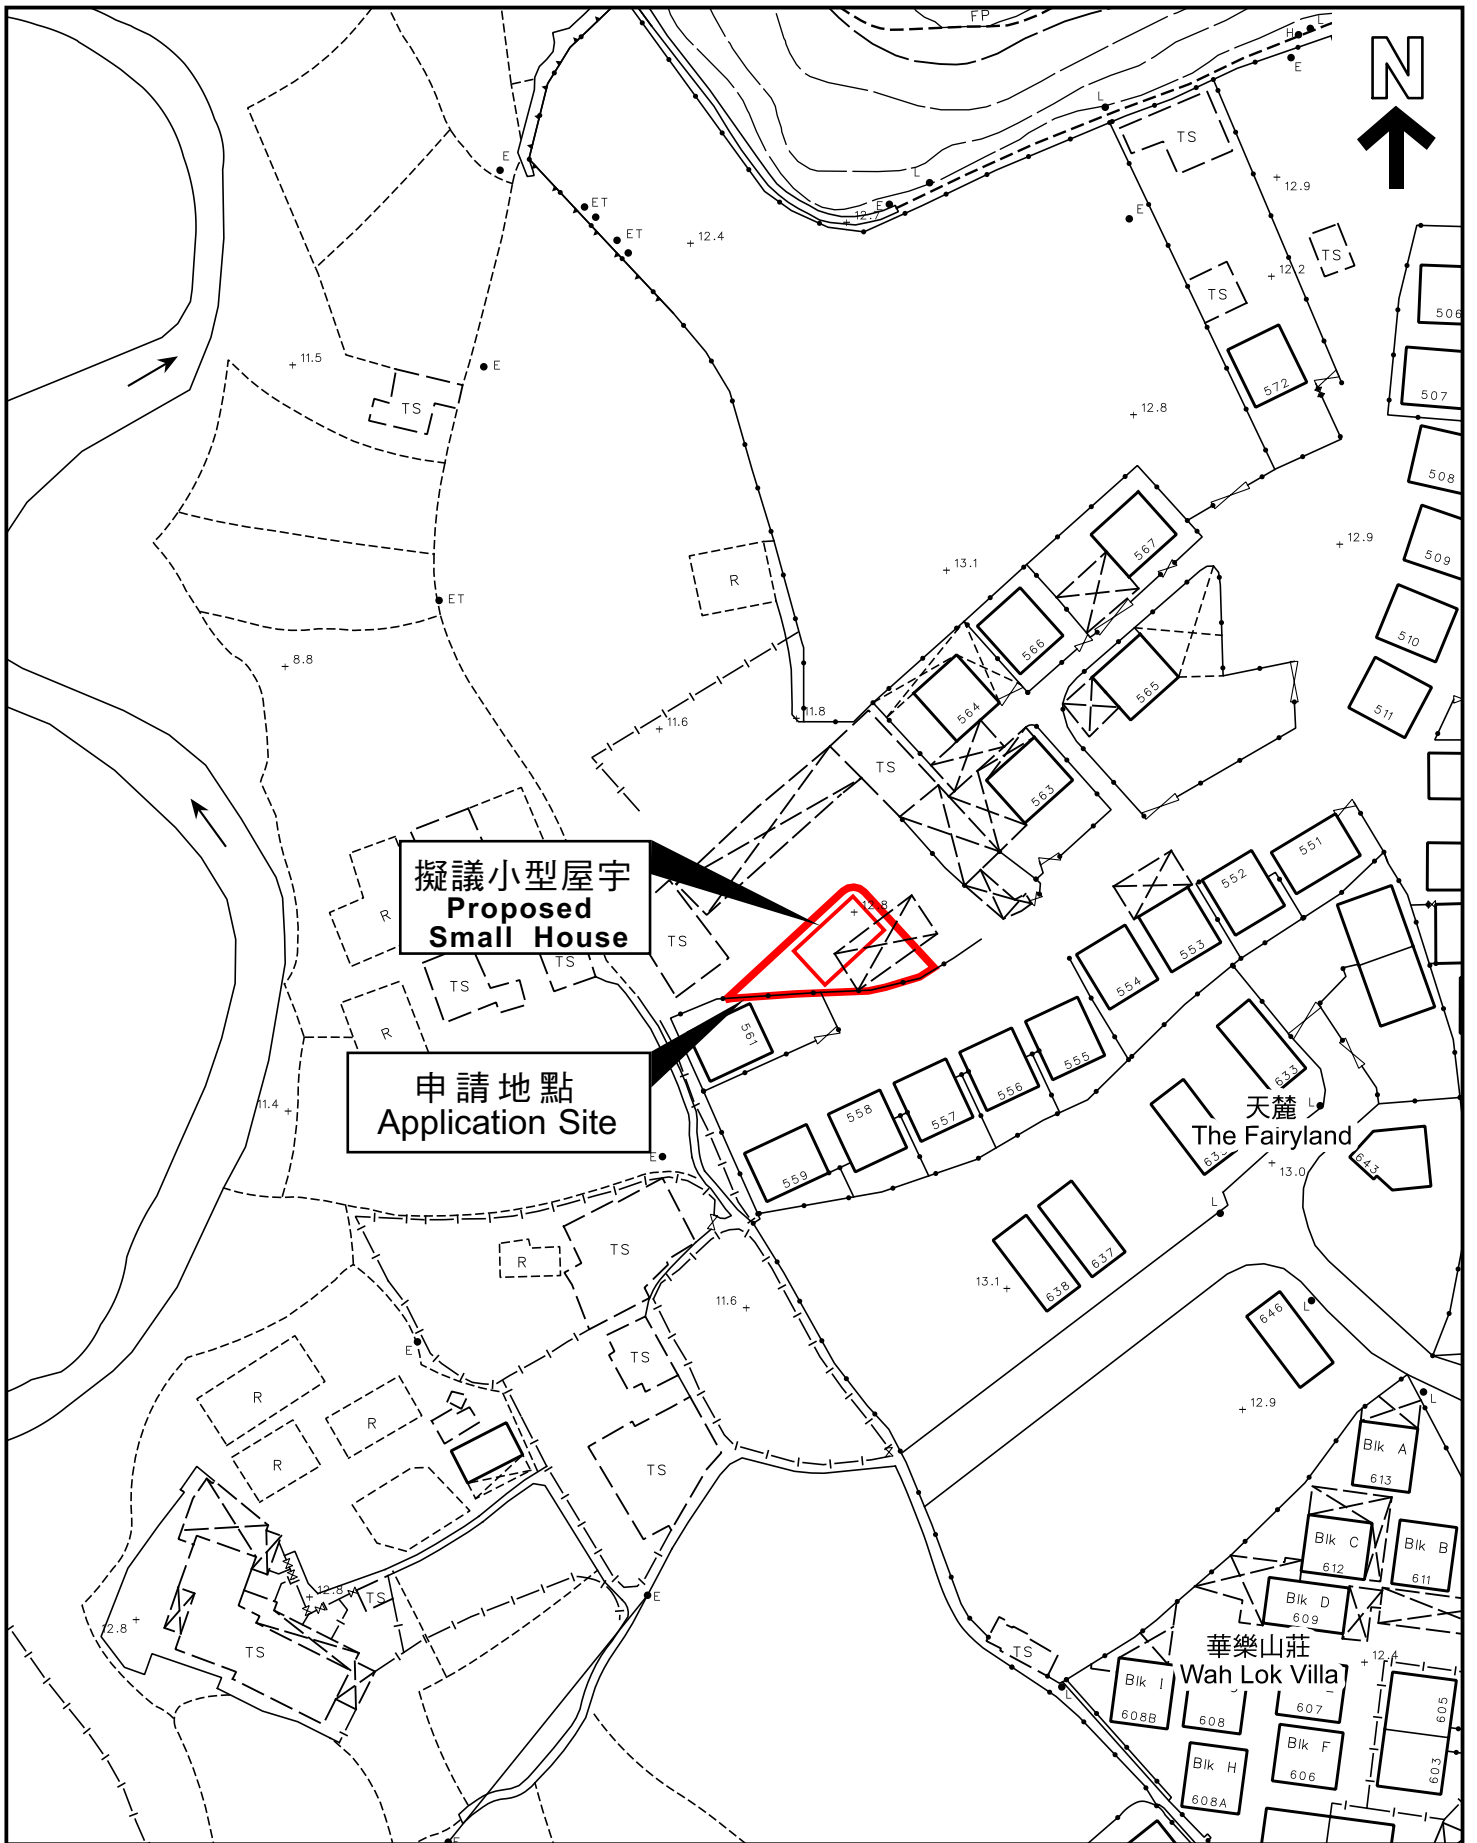 FP
L
H
E
N
L
TS
E
L
12.9
ET
E
12.7
E
ET
12.4
TS
12.2
TS
506
11.5
E
572
507
TS
12.8
508
567
12.9
509
13.1
R
ET
510
566
8.8
565
511
564
11.8
11.6
TS
563
擬議小型屋宇
Proposed
Small House
551
552
R
12.8
553
TS
TS
554
TS
R
561
555
633
申請地點
Application Site
556
天麓
The Fairyland
L
11.4
558
557
E
559
643
13.0
L
TS
R
637
13.1
638
11.6
646
L
E
TS
R
R
12.9
L
R
TS
Blk A
613
Blk C
612
Blk B
611
12.8
TS
E
Blk D
609
12.8
TS
TS
華樂山莊
Wah Lok Villa
12.4
L
Blk I
608B
608
607
605
Blk F
606
Blk H
608A
603
E